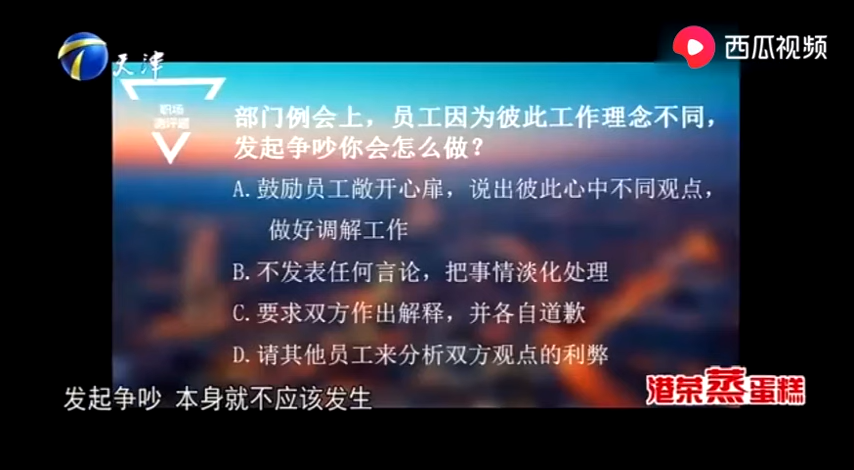 天津
西瓜视频
职场
测评题
部门例会上，员工因为彼此工作理念不同，
发起争吵你会怎么做？
A.鼓励员工敞开心扉，说出彼此心中不同观点，
做好调解工作
B.不发表任何言论，把事情淡化处理
C.要求双方作出解释，并各自道歉
D.请其他员工来分析双方观点的利弊
港荣蒸蛋糕
发起争吵 本身就不应该发生